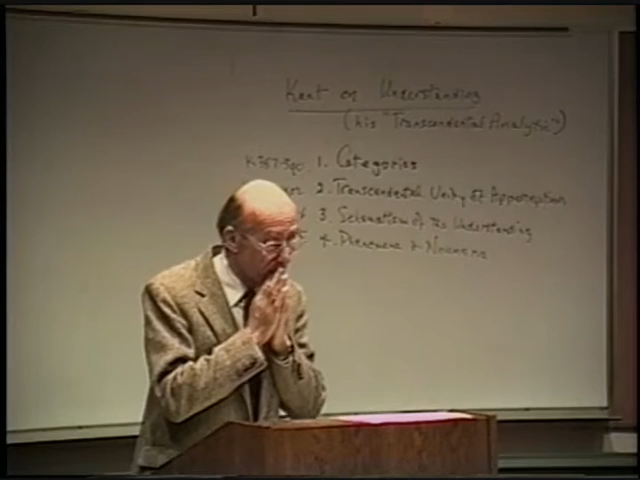 Kant on Understanding
(his "Transcendental Analytic")
1. Categories
2. Transcendental Unity of Apperception
3. Schematism of the Understanding
4. Phenomena & Noumena